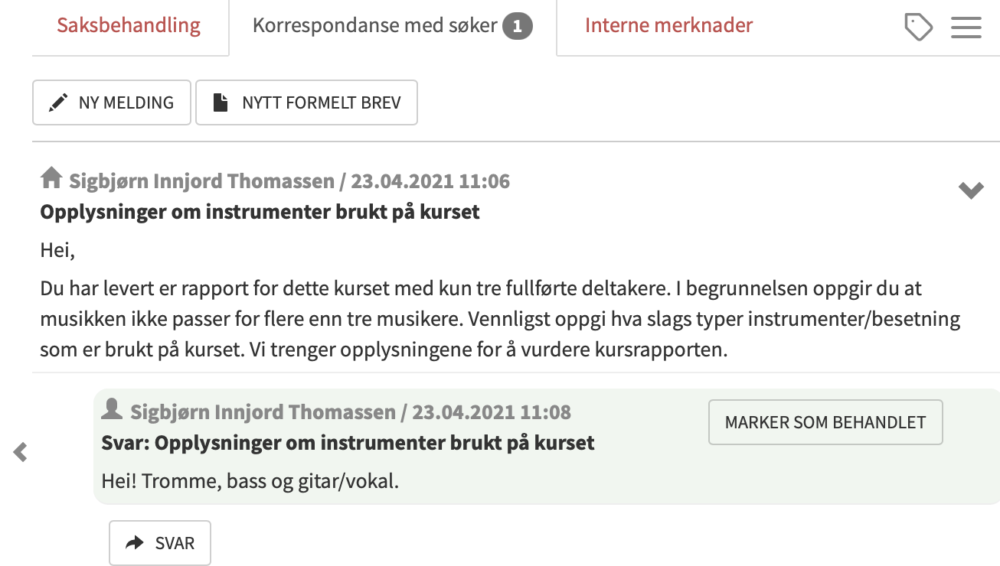 Saksbehandling
Korrespondanse med søker 1
Interne merknader
NY MELDING
NYTT FORMELT BREV
Sigbjørn Innjord Thomassen / 23.04.2021 11:06
Opplysninger om instrumenter brukt på kurset
Hei,
Du har levert er rapport for dette kurset med kun tre fullførte deltakere. I begrunnelsen oppgir du at
musikken ikke passer for flere enn tre musikere. Vennligst oppgi hva slags typer instrumenter/besetning
som er brukt på kurset. Vi trenger opplysningene for å vurdere kursrapporten.
Sigbjørn Innjord Thomassen / 23.04.2021 11:08
MARKER SOM BEHANDLET
Svar: Opplysninger om instrumenter brukt på kurset
Hei! Tromme, bass og gitar/vokal.
SVAR